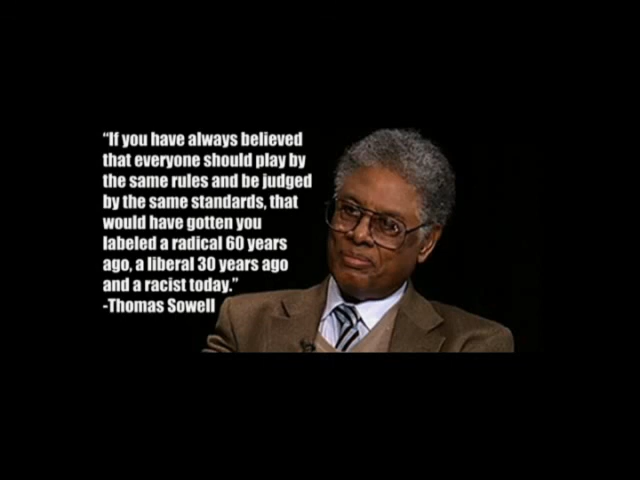 “If you have always believed
that everyone should play by
the same rules and be judged
by the same standards, that
would have gotten you
labeled a radical 60 years
ago, a liberal 30 years ago
and a racist today.”
-Thomas Sowell